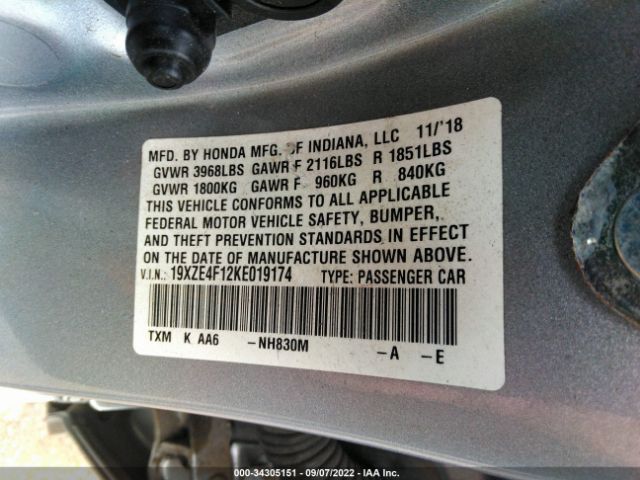 MFD. BY HONDA MFG. OF INDIANA, LLC 11/'18
GVWR 3968LBS GAWR F 2116LBS R 1851LBS
GVWR 1800KG GAWR F 960KG R 840KG
THIS VEHICLE CONFORMS TO ALL APPLICABLE
FEDERAL MOTOR VEHICLE SAFETY, BUMPER,
AND THEFT PREVENTION STANDARDS IN EFFECT
ON THE DATE OF MANUFACTURE SHOWN ABOVE.
V.I.N.: 19XZE4F12KE019174 TYPE: PASSENGER CAR
TXM K AA6 -NH830M -A -E
000-34305151 - 09/07/2022 - IAA Inc.